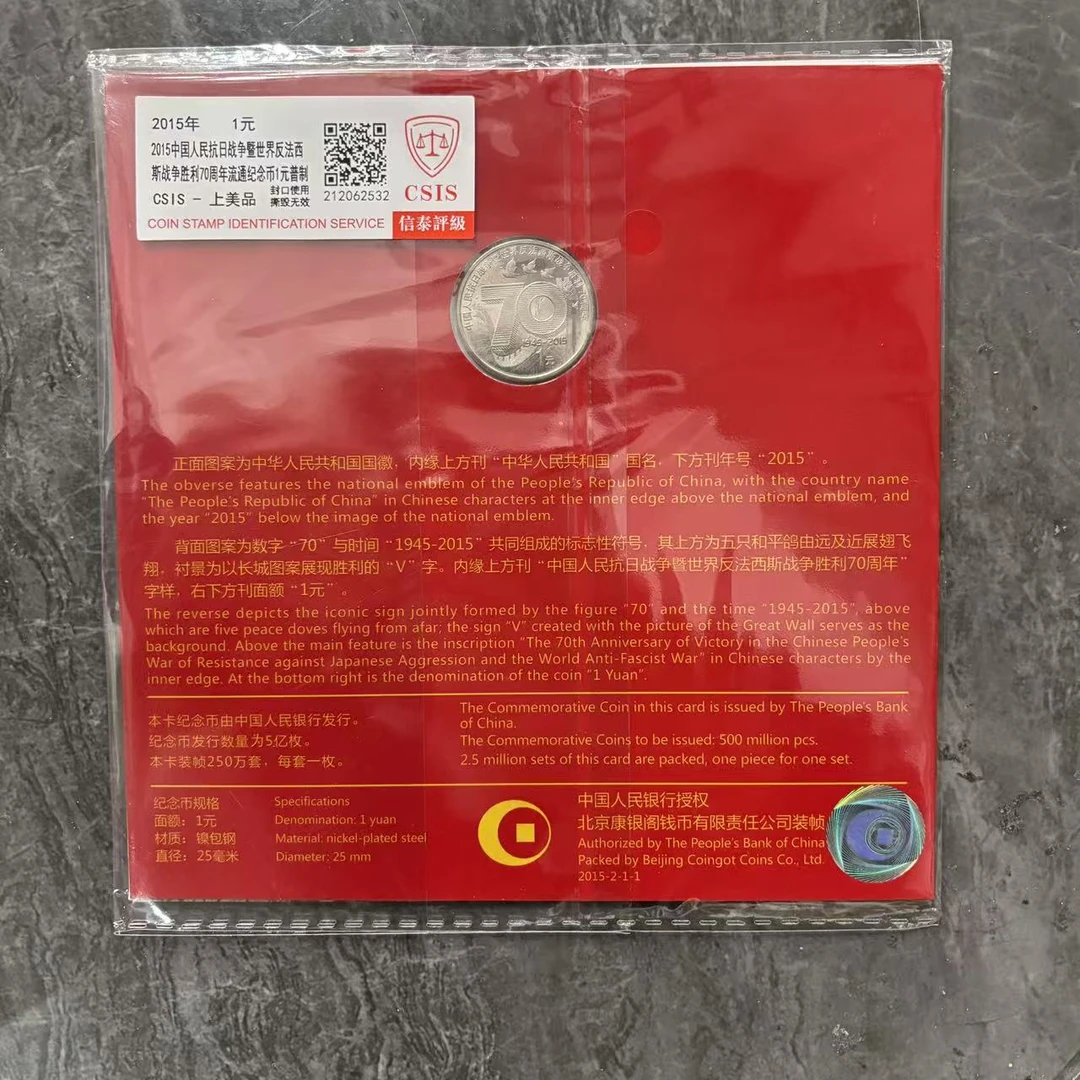 2015年 1元
2015中国人民抗日战争暨世界反法西
斯战争胜利70周年流通纪念币1元普制
CSIS - 上美品
封口使用
撕毁无效
212062532
CSIS
COIN STAMP IDENTIFICATION SERVICE
信泰評級
70
1945-2015
1元
正面图案为中华人民共和国国徽，内缘上方刊“中华人民共和国”国名，下方刊年号“2015”。
The obverse features the national emblem of the People's Republic of China, with the country name
“The People's Republic of China” in Chinese characters at the inner edge above the national emblem, and
the year “2015” below the image of the national emblem.
背面图案为数字“70”与时间“1945-2015”共同组成的标志性符号，其上方为五只和平鸽由远及近展翅飞
翔，衬景为以长城图案展现胜利的“V”字。内缘上方刊“中国人民抗日战争暨世界反法西斯战争胜利70周年”
字样，右下方刊面额“1元”。
The reverse depicts the iconic sign jointly formed by the figure “70” and the time “1945-2015”, above
which are five peace doves flying from afar; the sign “V” created with the picture of the Great Wall serves as the
background. Above the main feature is the inscription “The 70th Anniversary of Victory in the Chinese People's
War of Resistance against Japanese Aggression and the World Anti-Fascist War” in Chinese characters by the
inner edge. At the bottom right is the denomination of the coin “1 Yuan”.
本卡纪念币由中国人民银行发行。
纪念币发行数量为5亿枚。
本卡装帧250万套，每套一枚。
The Commemorative Coin in this card is issued by The People's Bank
of China.
The Commemorative Coins to be issued: 500 million pcs.
2.5 million sets of this card are packed, one piece for one set.
纪念币规格
面额：1元
材质：镍包钢
直径：25毫米
Specifications
Denomination: 1 yuan
Material: nickel-plated steel
Diameter: 25 mm
中国人民银行授权
北京康银阁钱币有限责任公司装帧
Authorized by The People's Bank of China
Packed by Beijing Coingot Coins Co., Ltd.
2015-2-1-1